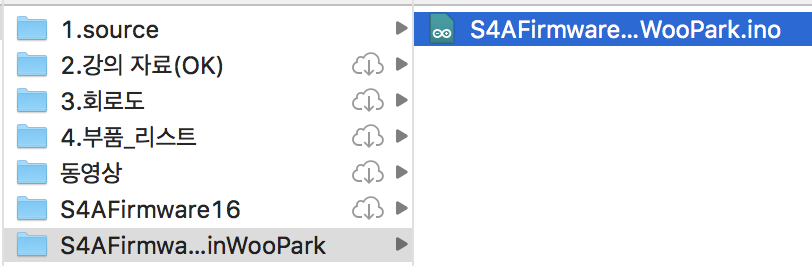 1.source
2.강의 자료(OK)
3.회로도
4.부품_리스트
동영상
S4AFirmware16
S4AFirmwa...inWooPark
S4AFirmware...WooPark.ino